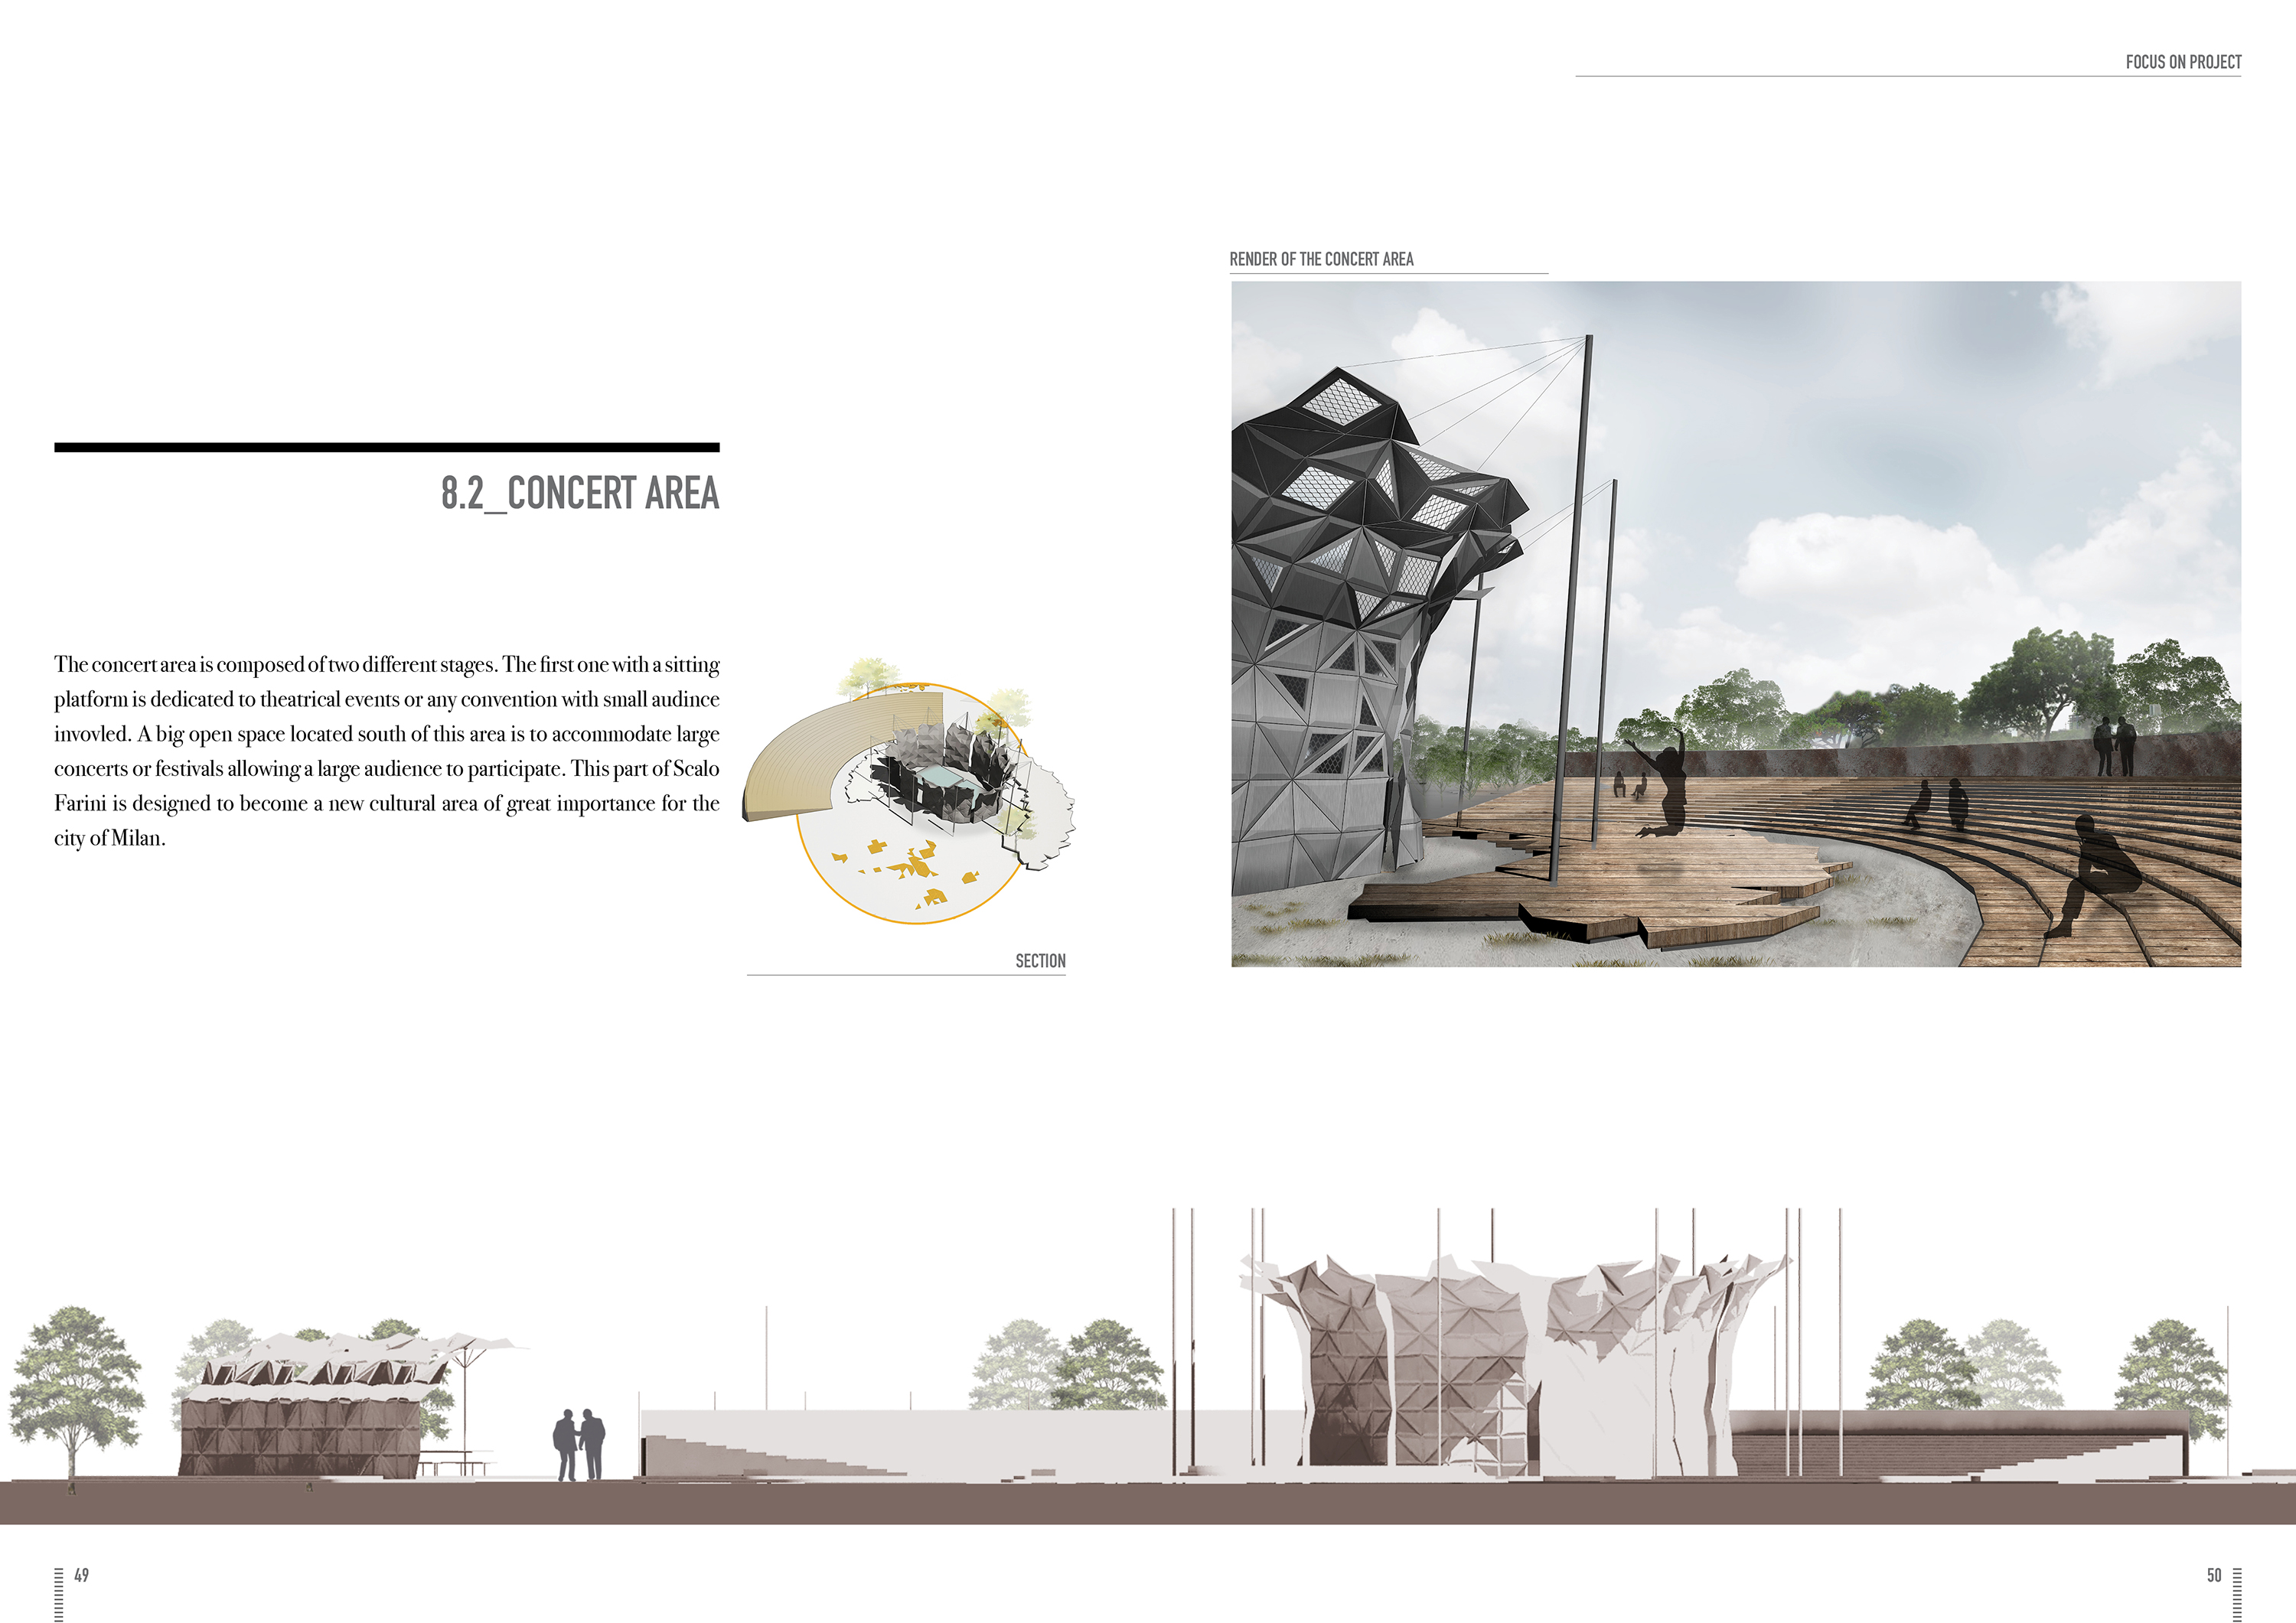 FOCUS ON PROJECT
RENDER OF THE CONCERT AREA
8.2_CONCERT AREA
The concert area is composed of two different stages. The first one with a sitting
platform is dedicated to theatrical events or any convention with small audince
invovled. A big open space located south of this area is to accommodate large
concerts or festivals allowing a large audience to participate. This part of Scalo
Farini is designed to become a new cultural area of great importance for the
city of Milan.
SECTION
49
50